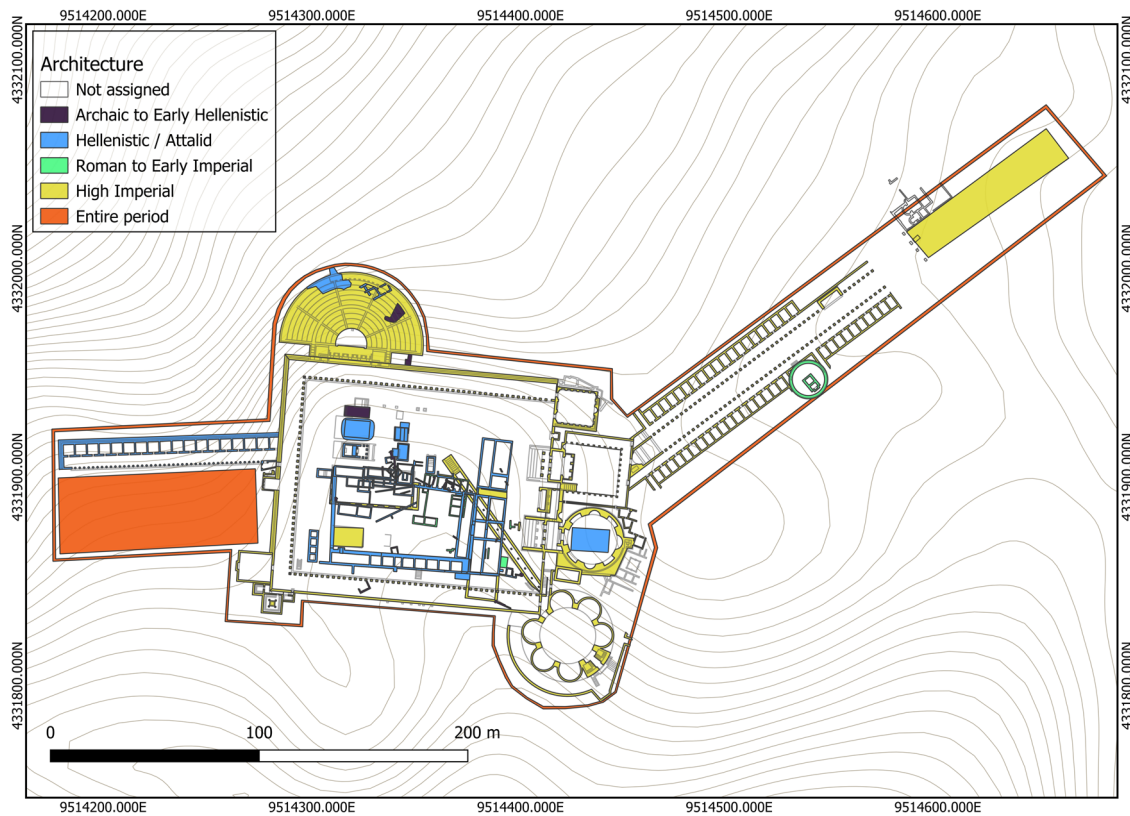 9514200.000E 9514300.000E 9514400.000E 9514500.000E 9514600.000E
4332100.000N 4332100.000N
Architecture
Not assigned
Archaic to Early Hellenistic
Hellenistic / Attalid
Roman to Early Imperial
High Imperial
Entire period
4332000.000N 4332000.000N
4331900.000N 4331900.000N
4331800.000N 4331800.000N
0 100 200 m
9514200.000E 9514300.000E 9514400.000E 9514500.000E 9514600.000E